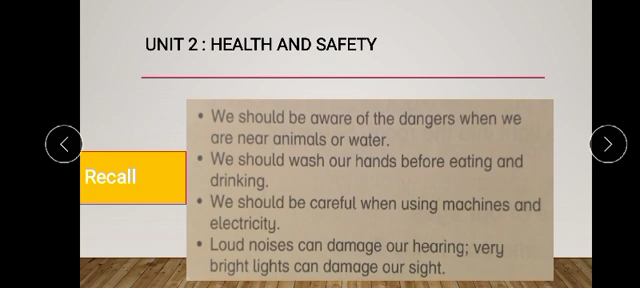 UNIT 2 : HEALTH AND SAFETY
Recall
• We should be aware of the dangers when we
are near animals or water.
• We should wash our hands before eating and
drinking.
• We should be careful when using machines and
electricity.
• Loud noises can damage our hearing; very
bright lights can damage our sight.